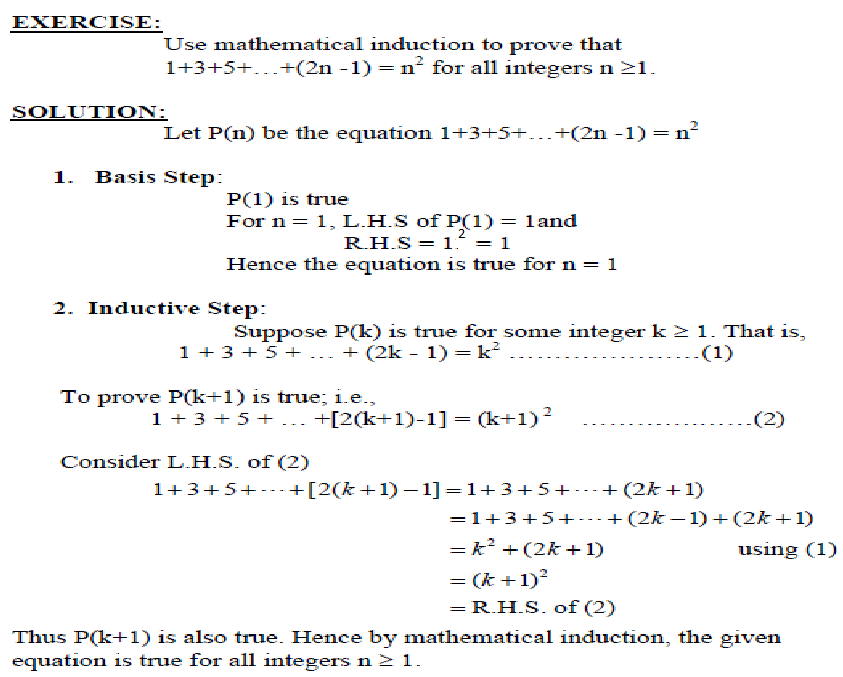 EXERCISE:
Use mathematical induction to prove that
1+3+5+…+(2n -1) = n² for all integers n ≥1.
SOLUTION:
Let P(n) be the equation 1+3+5+…+(2n -1) = n²
1. Basis Step:
P(1) is true
For n = 1, L.H.S of P(1) = 1and
R.H.S = 1.² = 1
Hence the equation is true for n = 1
2. Inductive Step:
Suppose P(k) is true for some integer k ≥ 1. That is,
1 + 3 + 5 + … + (2k - 1) = k² ........................(1)
To prove P(k+1) is true; i.e.,
1 + 3 + 5 + … +[2(k+1)-1] = (k+1) ² .....................(2)
Consider L.H.S. of (2)
1+3+5+⋯+[2(k+1)−1]=1+3+5+⋯+(2k+1)
=1+3+5+⋯+(2k−1)+(2k+1)
=k²+(2k+1) using (1)
=(k+1)²
= R.H.S. of (2)
Thus P(k+1) is also true. Hence by mathematical induction, the given
equation is true for all integers n ≥ 1.